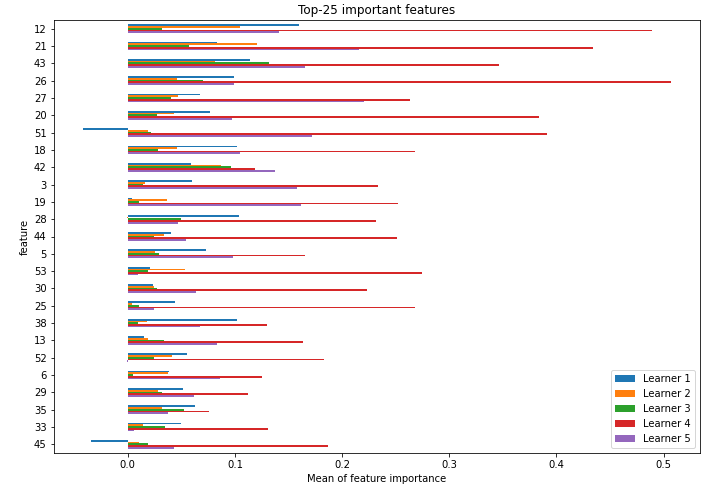 Top-25 important features
12
21
43
26
27
20
51
18
42
3
19
28
44
5
53
30
25
38
13
52
6
29
35
33
45
feature
Learner 1
Learner 2
Learner 3
Learner 4
Learner 5
0.0 0.1 0.2 0.3 0.4 0.5
Mean of feature importance